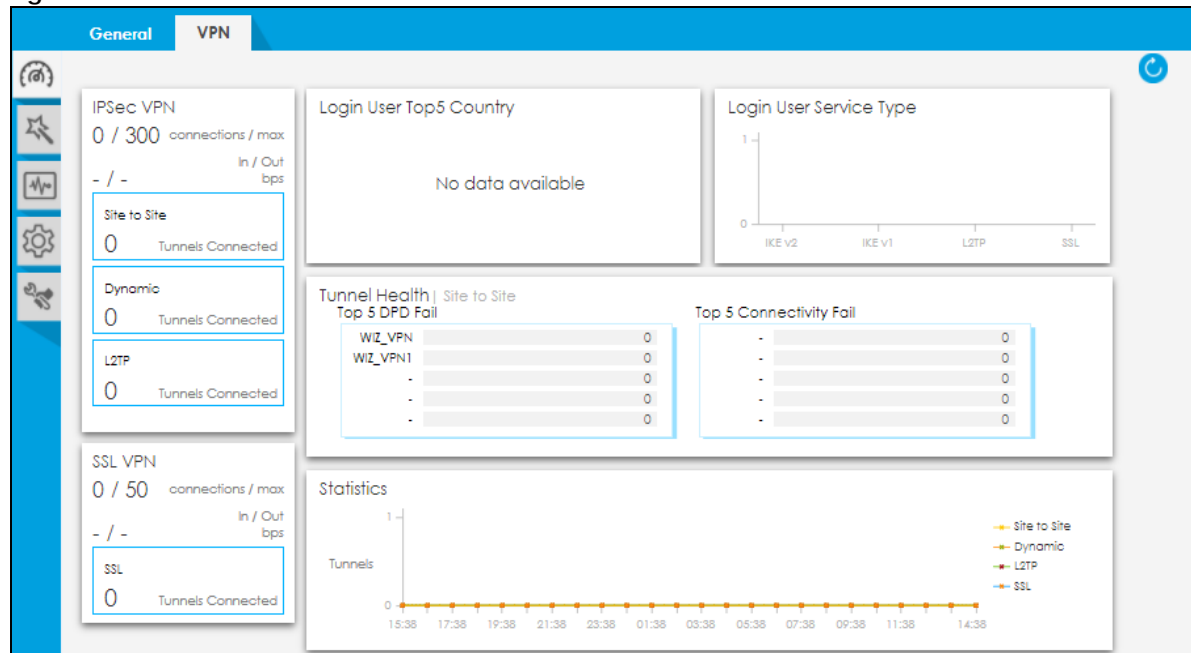 General VPN
IPSec VPN
0 / 300 connections / max
In / Out
- / - bps
Site to Site
0 Tunnels Connected
Dynamic
0 Tunnels Connected
L2TP
0 Tunnels Connected
SSL VPN
0 / 50 connections / max
In / Out
- / - bps
SSL
0 Tunnels Connected
Login User Top5 Country
No data available
Login User Service Type
1
0
IKE v2 IKE v1 L2TP SSL
Tunnel Health | Site to Site
Top 5 DPD Fail
WIZ_VPN 0
WIZ_VPN1 0
- 0
- 0
- 0
Top 5 Connectivity Fail
- 0
- 0
- 0
- 0
- 0
Statistics
1
Tunnels
0
15:38 17:38 19:38 21:38 23:38 01:38 03:38 05:38 07:38 09:38 11:38 14:38
Site to Site
Dynamic
L2TP
SSL